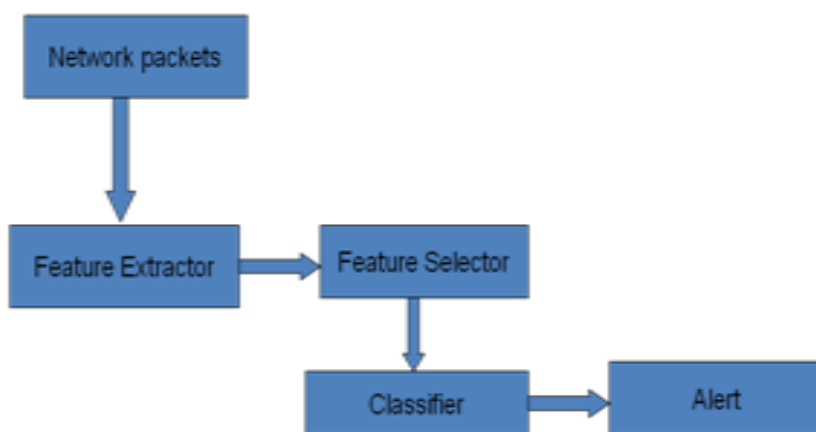 Network packets
Feature Extractor
Feature Selector
Classifier
Alert